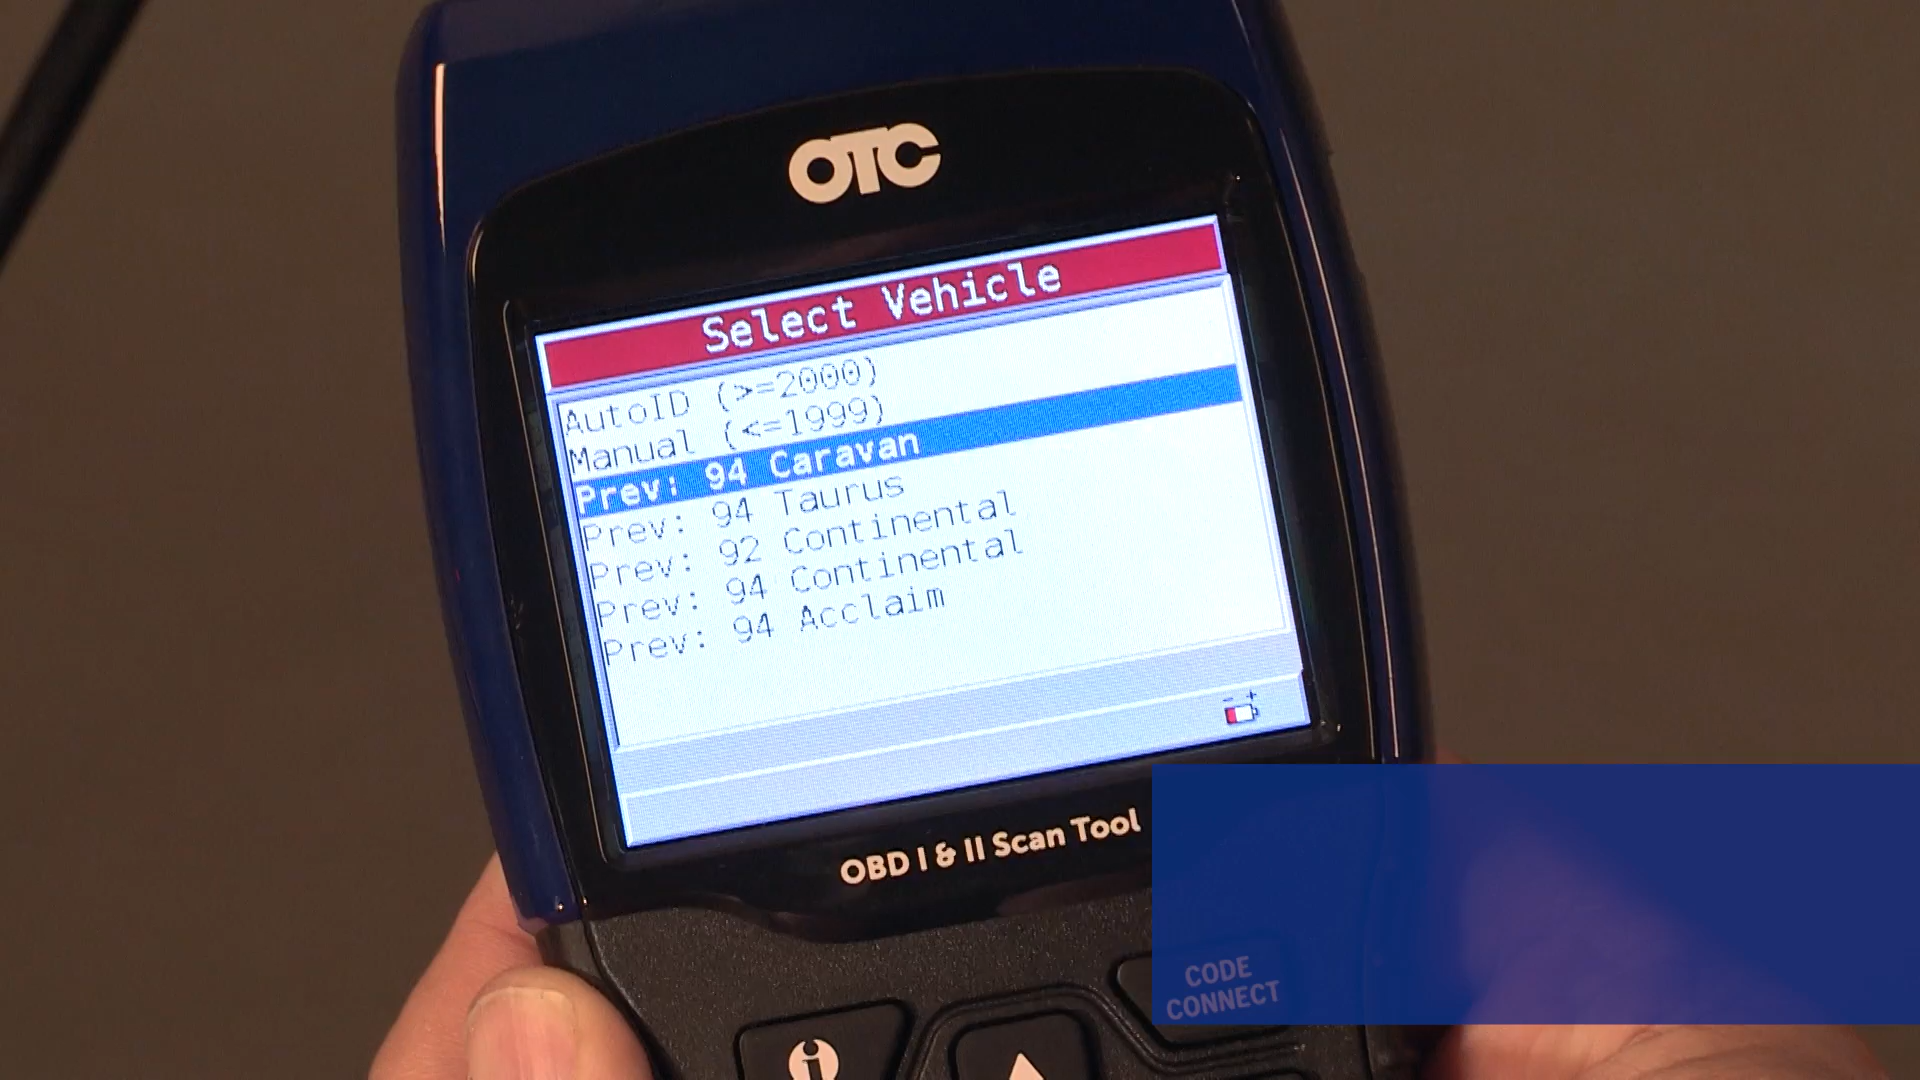 OTC
Select Vehicle
AutoID (>=2000)
Manual (<=1999)
Prev: 94 Caravan
Prev: 94 Taurus
Prev: 92 Continental
Prev: 94 Continental
Prev: 94 Acclaim
OBD I & II Scan Tool
CODE
CONNECT
i